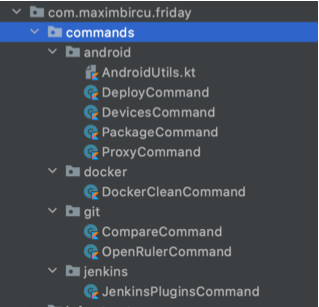 com.maximbircu.friday
commands
android
AndroidUtils.kt
DeployCommand
DevicesCommand
PackageCommand
ProxyCommand
docker
DockerCleanCommand
git
CompareCommand
OpenRulerCommand
jenkins
JenkinsPluginsCommand